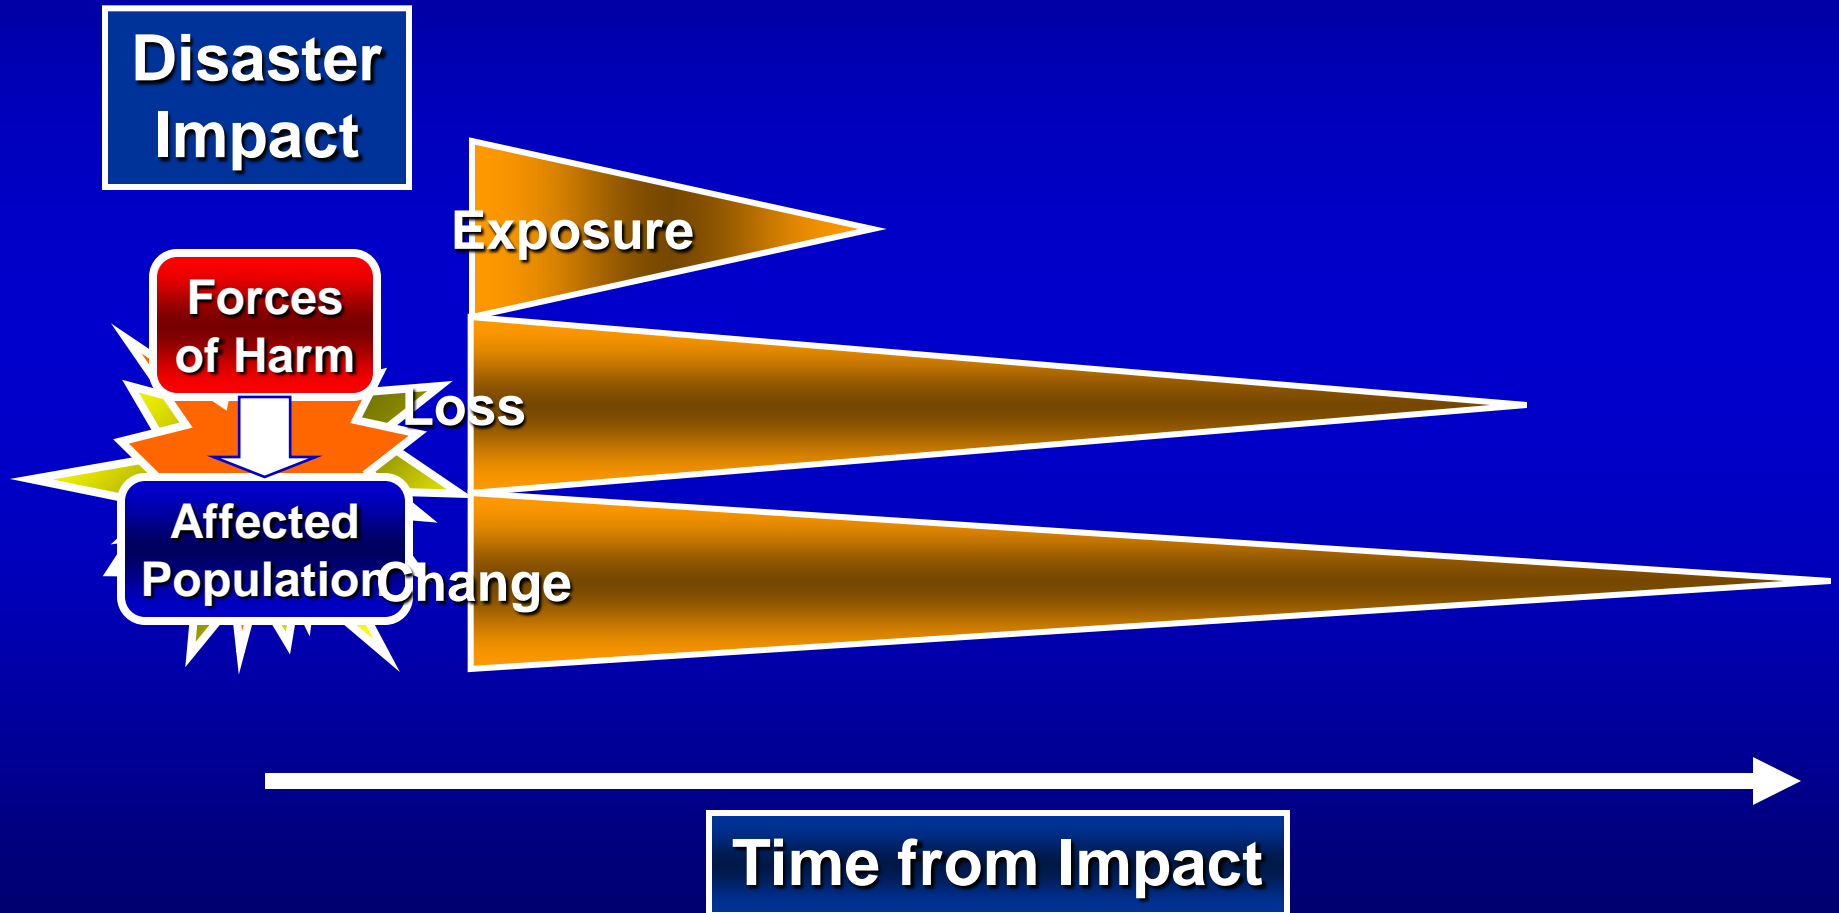 Disaster
Impact
Exposure
Forces
of Harm
Loss
Affected
Population
Change
Time from Impact